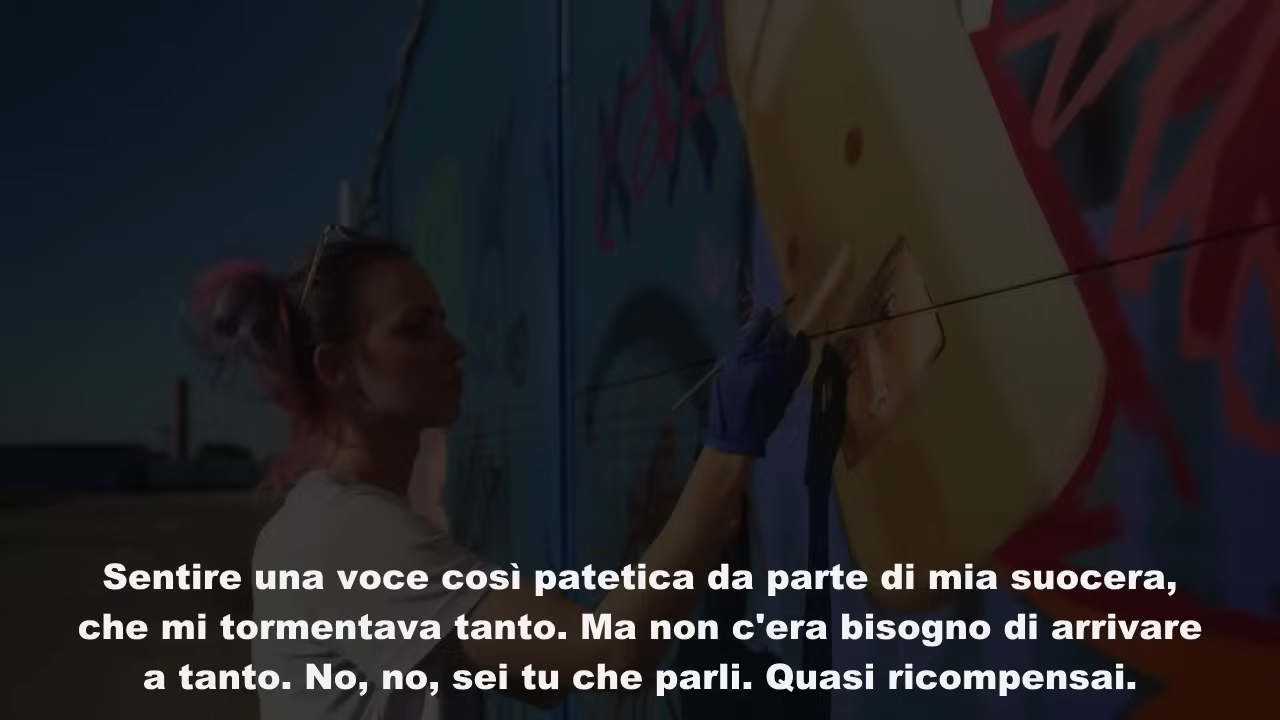 Sentire una voce così patetica da parte di mia suocera,
che mi tormentava tanto. Ma non c'era bisogno di arrivare
a tanto. No, no, sei tu che parli. Quasi ricompensai.